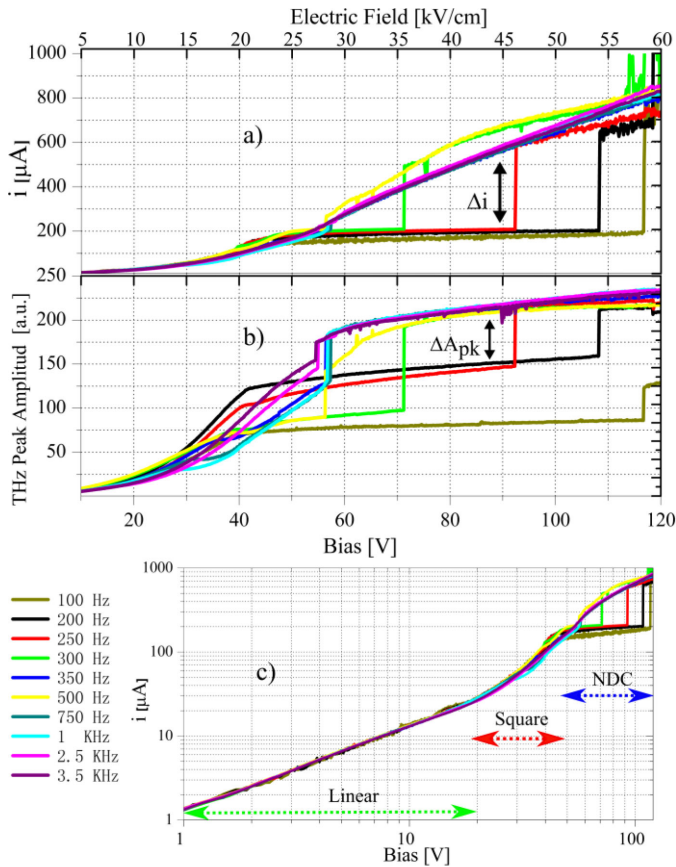 Electric Field [kV/cm]
5 10 15 20 25 30 35 40 45 50 55 60
1000
800
600
400
200
i [μA]
a)
Δi
250
200
150
100
50
THz Peak Amplitud [a.u.]
b)
ΔApk
10 20 40 60 80 100 120
Bias [V]
100 Hz
200 Hz
250 Hz
300 Hz
350 Hz
500 Hz
750 Hz
1 KHz
2.5 KHz
3.5 KHz
1000
100
10
1
i [μA]
c)
NDC
Square
Linear
1 10 100
Bias [V]